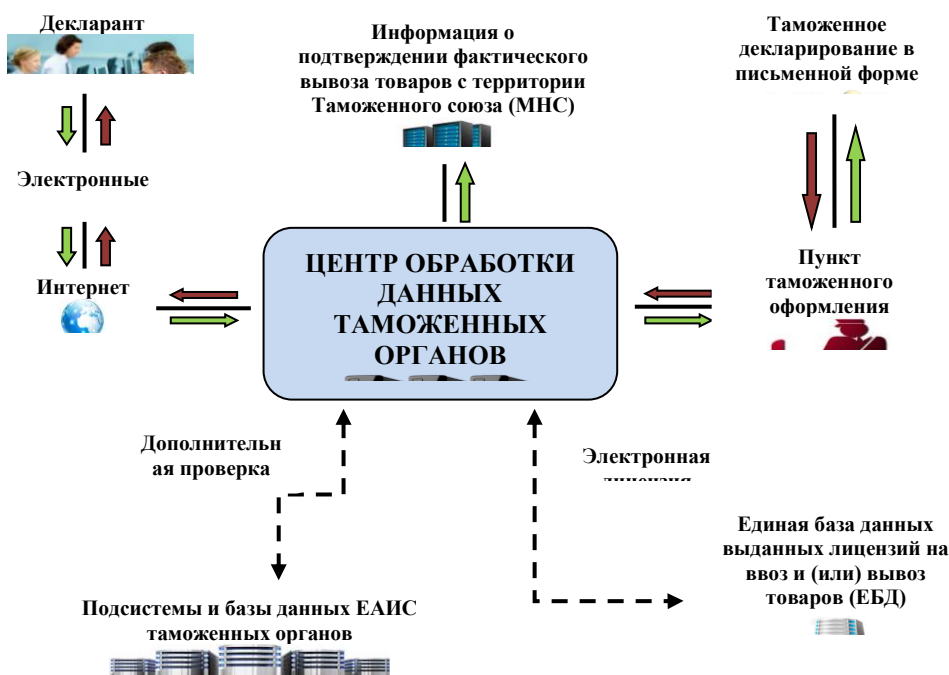 Декларант
Электронные
Интернет
Информация о
подтверждении фактического
вывоза товаров с территории
Таможенного союза (МНС)
Таможенное
декларирование в
письменной форме
Пункт
таможенного
оформления
ЦЕНТР ОБРАБОТКИ
ДАННЫХ
ТАМОЖЕННЫХ
ОРГАНОВ
Дополнительн
ая проверка
Электронная
лицензия
Подсистемы и базы данных ЕАИС
таможенных органов
Единая база данных
выданных лицензий на
ввоз и (или) вывоз
товаров (ЕБД)